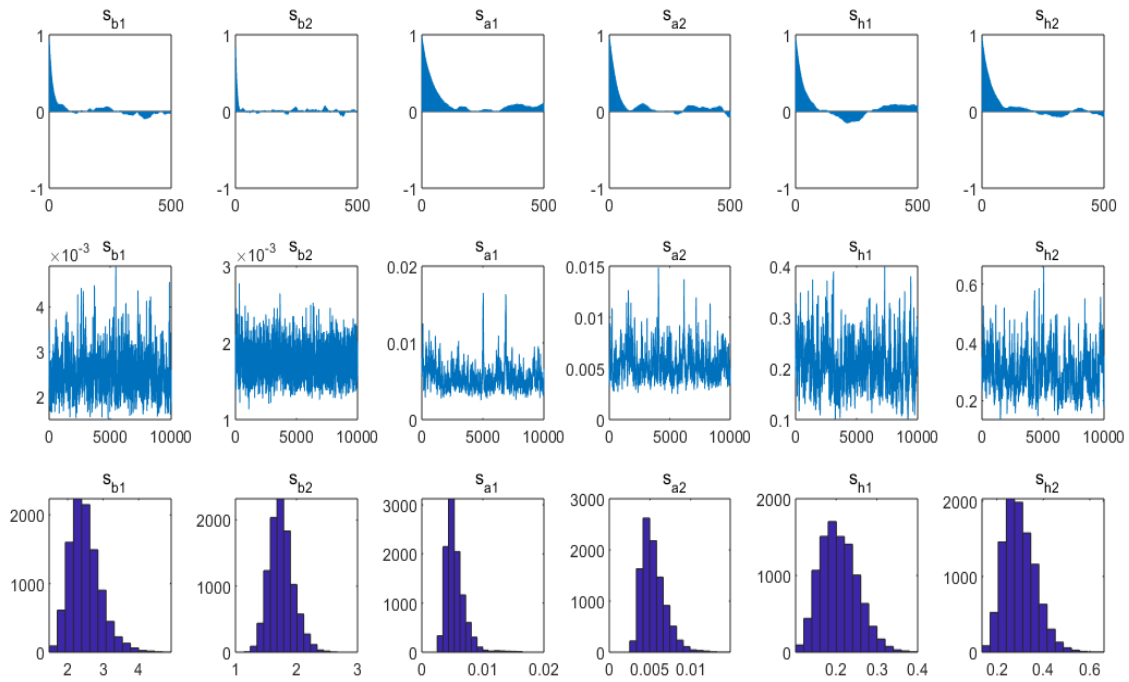 s_b1 s_b2 s_a1 s_a2 s_h1 s_h2
1 1 1 1 1 1
0 0 0 0 0 0
-1 -1 -1 -1 -1 -1
0 500 0 500 0 500 0 500 0 500 0 500
s_b1 s_b2 s_a1 s_a2 s_h1 s_h2
×10⁻³ ×10⁻³
4 3 0.02 0.015 0.4 0.6
3 2 0.01 0.01 0.3 0.4
2 1 0 0.005 0.2 0.2
0 0.1
0 5000 10000 0 5000 10000 0 5000 10000 0 5000 10000 0 5000 10000 0 5000 10000
s_b1 s_b2 s_a1 s_a2 s_h1 s_h2
2000 2000 3000 3000 2000 2000
1000 1000 2000 2000 1000 1000
0 0 1000 1000 0 0
0 0
2 3 4 1 2 3 0 0.01 0.02 0 0.005 0.01 0.2 0.3 0.4 0.2 0.4 0.6